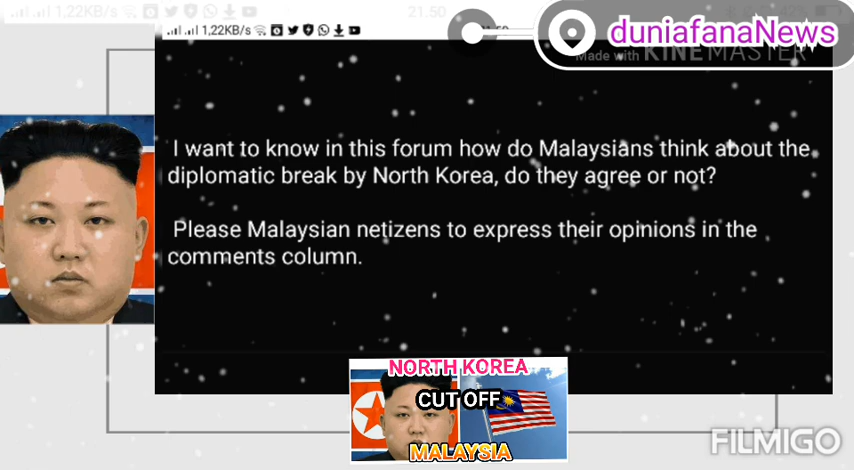 1,22KB/s
21.50
42%
1,22KB/s
duniafanaNews
Made with KINEMASTER
I want to know in this forum how do Malaysians think about the
diplomatic break by North Korea, do they agree or not?
Please Malaysian netizens to express their opinions in the
comments column.
NORTH KOREA
CUT OFF
MALAYSIA
FILMIGO